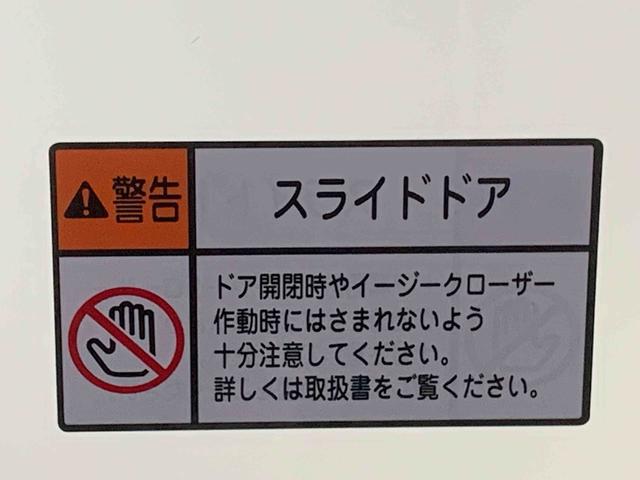 警告
スライドドア
ドア開閉時やイージークローザー
作動時にはさまれないよう
十分注意してください。
詳しくは取扱書をご覧ください。